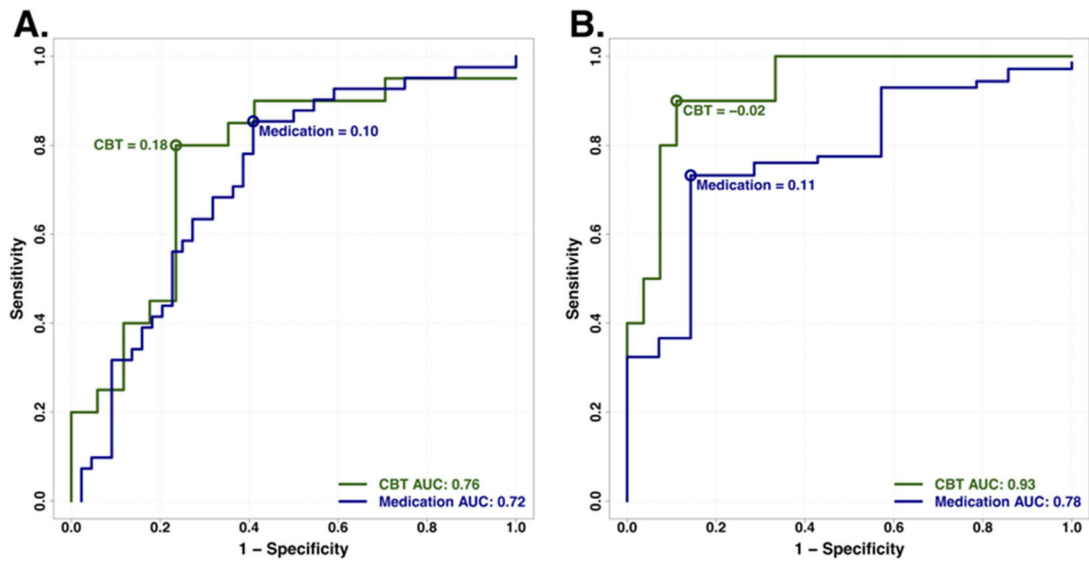 A.
1.0
0.8
0.6
0.4
0.2
0.0
Sensitivity
CBT = 0.18
Medication = 0.10
CBT AUC: 0.76
Medication AUC: 0.72
0.0 0.2 0.4 0.6 0.8 1.0
1 – Specificity
B.
1.0
0.8
0.6
0.4
0.2
0.0
Sensitivity
CBT = −0.02
Medication = 0.11
CBT AUC: 0.93
Medication AUC: 0.78
0.0 0.2 0.4 0.6 0.8 1.0
1 – Specificity